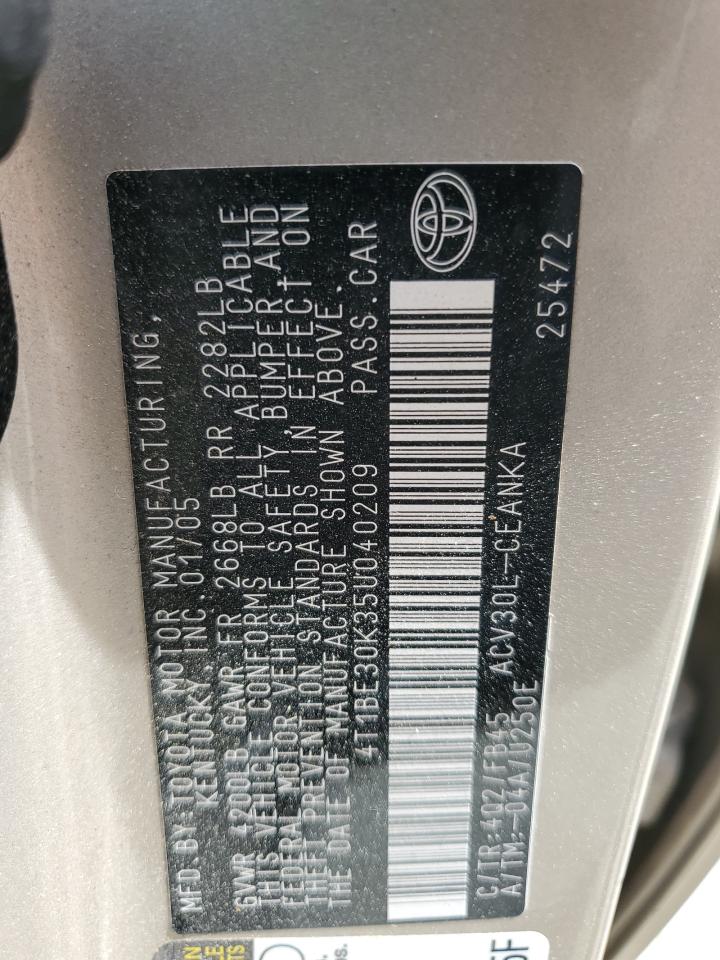 MFD.BY:TOYOTA MOTOR MANUFACTURING,
KENTUCKY, INC.01/05
GVWR 4200LB GAWR FR 2668LB RR 2282LB
THIS VEHICLE CONFORMS TO ALL APPLICABLE
FEDERAL MOTOR VEHICLE SAFETY, BUMPER, AND
THEFT PREVENTION STANDARDS IN EFFECT ON
THE DATE OF MANUFACTURE SHOWN ABOVE.
4T1BE30K35U040209 PASS.CAR
C/TR:4Q2/FB45 ACV30L-CEANKA
A/TM:-04A/U250E
25472